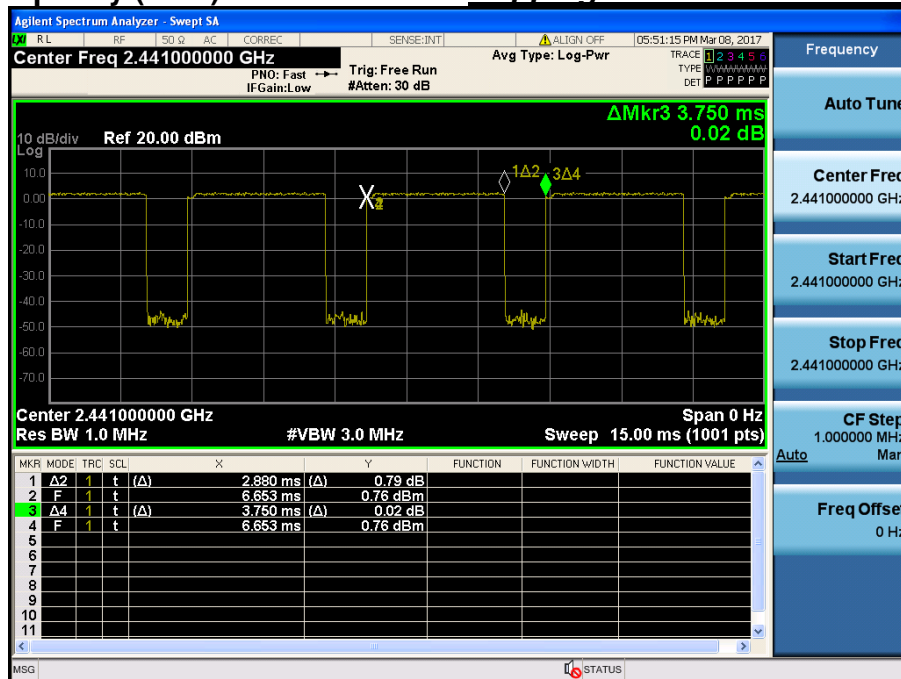 Agilent Spectrum Analyzer - Swept SA
LXI RL RF 50 Ω AC CORREC SENSE:INT ALIGN OFF 05:51:15 PM Mar 08, 2017
Center Freq 2.441000000 GHz
PNO: Fast
IFGain:Low
Trig: Free Run
#Atten: 30 dB
Avg Type: Log-Pwr
TRACE 1 2 3 4 5 6
TYPE WWWWWW
DET P P P P P P
ΔMkr3 3.750 ms
0.02 dB
10 dB/div Ref 20.00 dBm
Log
10.0
0.00
-10.0
-20.0
-30.0
-40.0
-50.0
-60.0
-70.0
1Δ2 3Δ4
Center 2.441000000 GHz Span 0 Hz
Res BW 1.0 MHz #VBW 3.0 MHz Sweep 15.00 ms (1001 pts)
MKR MODE TRC SCL X Y FUNCTION FUNCTION WIDTH FUNCTION VALUE
1 Δ2 1 t (Δ) 2.880 ms (Δ) 0.79 dB
2 F 1 t 6.653 ms 0.76 dBm
3 Δ4 1 t (Δ) 3.750 ms (Δ) 0.02 dB
4 F 1 t 6.653 ms 0.76 dBm
5
6
7
8
9
10
11
MSG STATUS
Frequency
Auto Tune
Center Freq
2.441000000 GHz
Start Freq
2.441000000 GHz
Stop Freq
2.441000000 GHz
CF Step
1.000000 MHz
Auto Man
Freq Offset
0 Hz